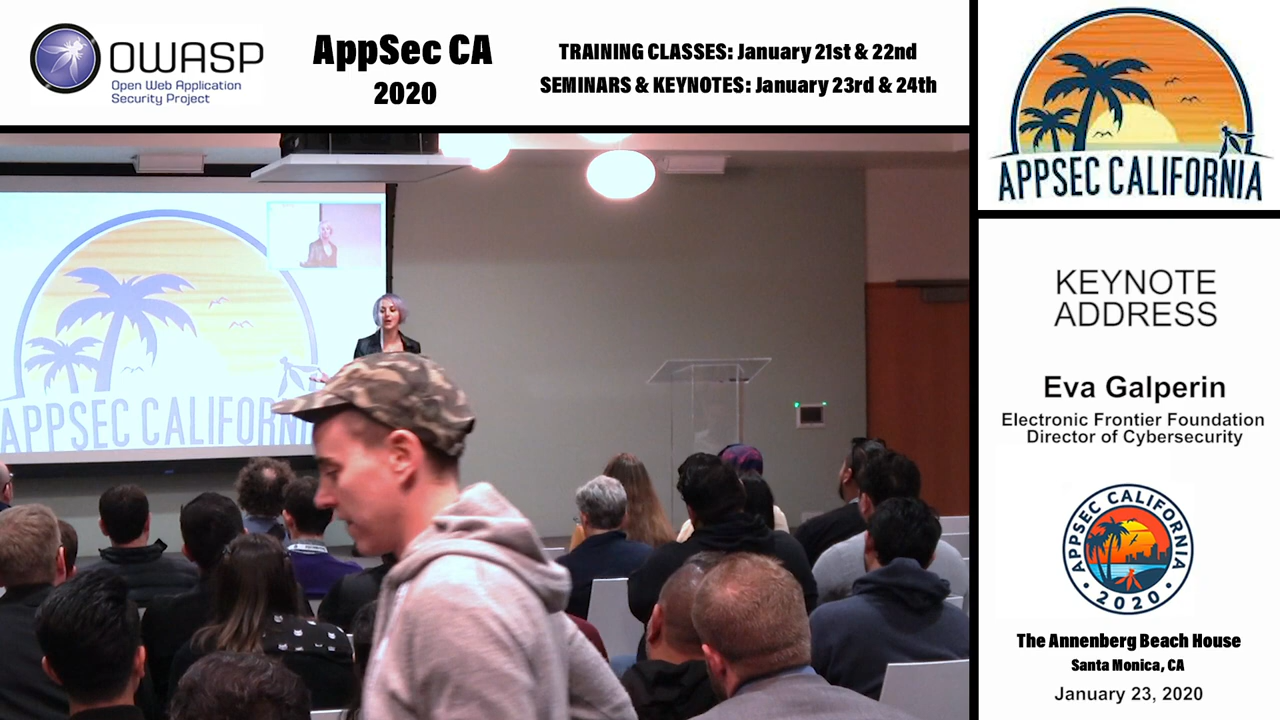 OWASP
Open Web Application
Security Project
AppSec CA
2020
TRAINING CLASSES: January 21st & 22nd
SEMINARS & KEYNOTES: January 23rd & 24th
APPSEC CALIFORNIA
APPSEC CALIFORNIA
KEYNOTE
ADDRESS
Eva Galperin
Electronic Frontier Foundation
Director of Cybersecurity
APPSEC CALIFORNIA
2020
The Annenberg Beach House
Santa Monica, CA
January 23, 2020